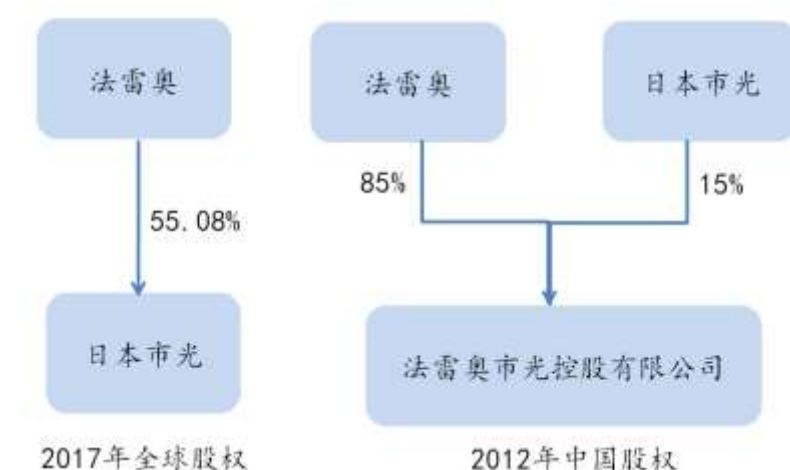 法雷奥
55.08%
日本市光
2017年全球股权
法雷奥
日本市光
85%
15%
法雷奥市光控股有限公司
2012年中国股权